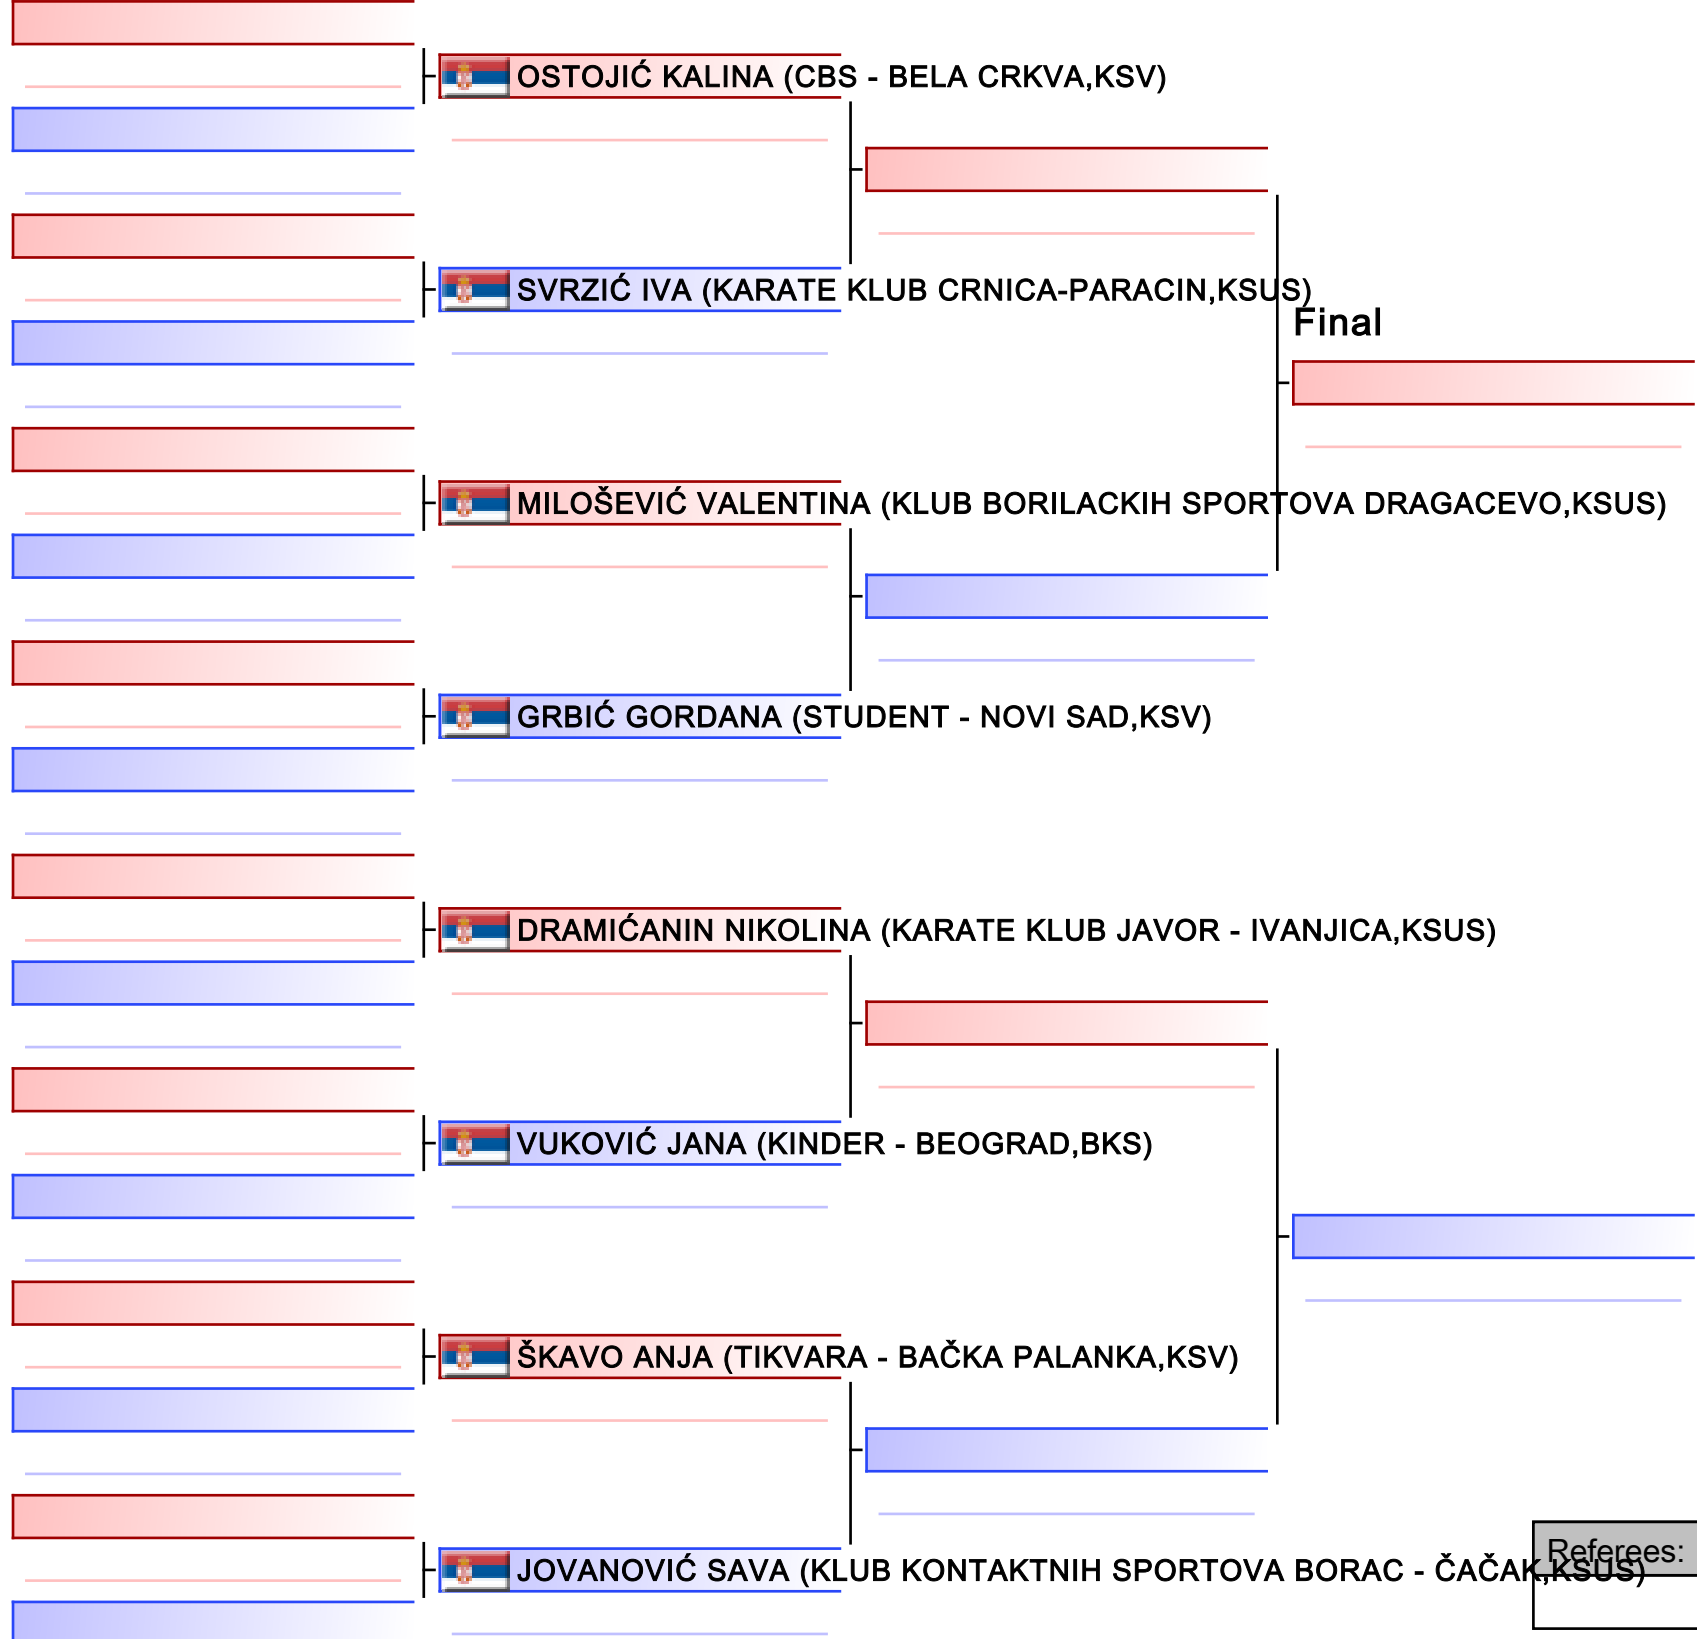 OSTOJIĆ KALINA (CBS - BELA CRKVA,KSV)
SVRZIĆ IVA (KARATE KLUB CRNICA-PARACIN,KSUS)
Final
MILOŠEVIĆ VALENTINA (KLUB BORILACKIH SPORTOVA DRAGACEVO,KSUS)
GRBIĆ GORDANA (STUDENT - NOVI SAD,KSV)
DRAMIĆANIN NIKOLINA (KARATE KLUB JAVOR - IVANJICA,KSUS)
VUKOVIĆ JANA (KINDER - BEOGRAD,BKS)
ŠKAVO ANJA (TIKVARA - BAČKA PALANKA,KSV)
Referees:
JOVANOVIĆ SAVA (KLUB KONTAKTNIH SPORTOVA BORAC - ČAČAK,KSUS)